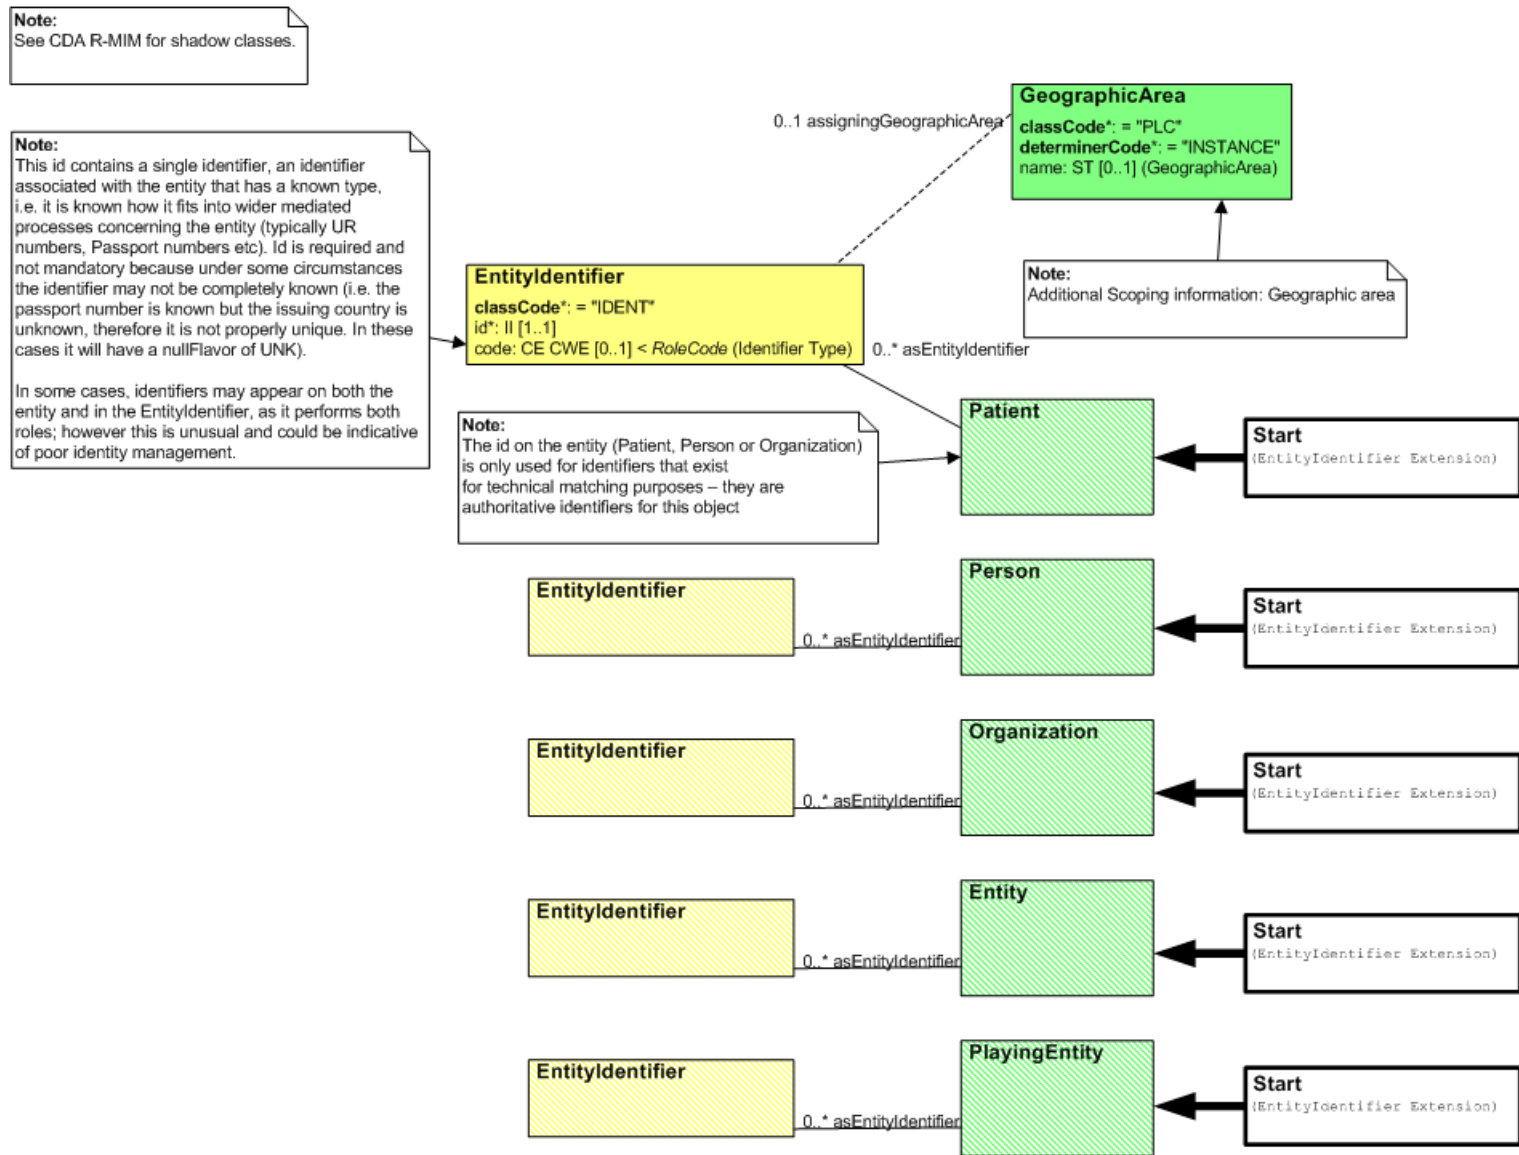 Note:
See CDA R-MIM for shadow classes.
GeographicArea
classCode*: = "PLC"
determinerCode*: = "INSTANCE"
name: ST [0..1] (GeographicArea)
0..1 assigningGeographicArea
Note:
This id contains a single identifier, an identifier
associated with the entity that has a known type,
i.e. it is known how it fits into wider mediated
processes concerning the entity (typically UR
numbers, Passport numbers etc). Id is required and
not mandatory because under some circumstances
the identifier may not be completely known (i.e. the
passport number is known but the issuing country is
unknown, therefore it is not properly unique. In these
cases it will have a nullFlavor of UNK).
In some cases, identifiers may appear on both the
entity and in the EntityIdentifier, as it performs both
roles; however this is unusual and could be indicative
of poor identity management.
EntityIdentifier
classCode*: = "IDENT"
id*: II [1..1]
code: CE CWE [0..1] < RoleCode (Identifier Type)
Note:
Additional Scoping information: Geographic area
0..* asEntityIdentifier
Note:
The id on the entity (Patient, Person or Organization)
is only used for identifiers that exist
for technical matching purposes – they are
authoritative identifiers for this object
Patient
Start
(EntityIdentifier Extension)
EntityIdentifier
0..* asEntityIdentifier
Person
Start
(EntityIdentifier Extension)
EntityIdentifier
0..* asEntityIdentifier
Organization
Start
(EntityIdentifier Extension)
EntityIdentifier
0..* asEntityIdentifier
Entity
Start
(EntityIdentifier Extension)
EntityIdentifier
0..* asEntityIdentifier
PlayingEntity
Start
(EntityIdentifier Extension)